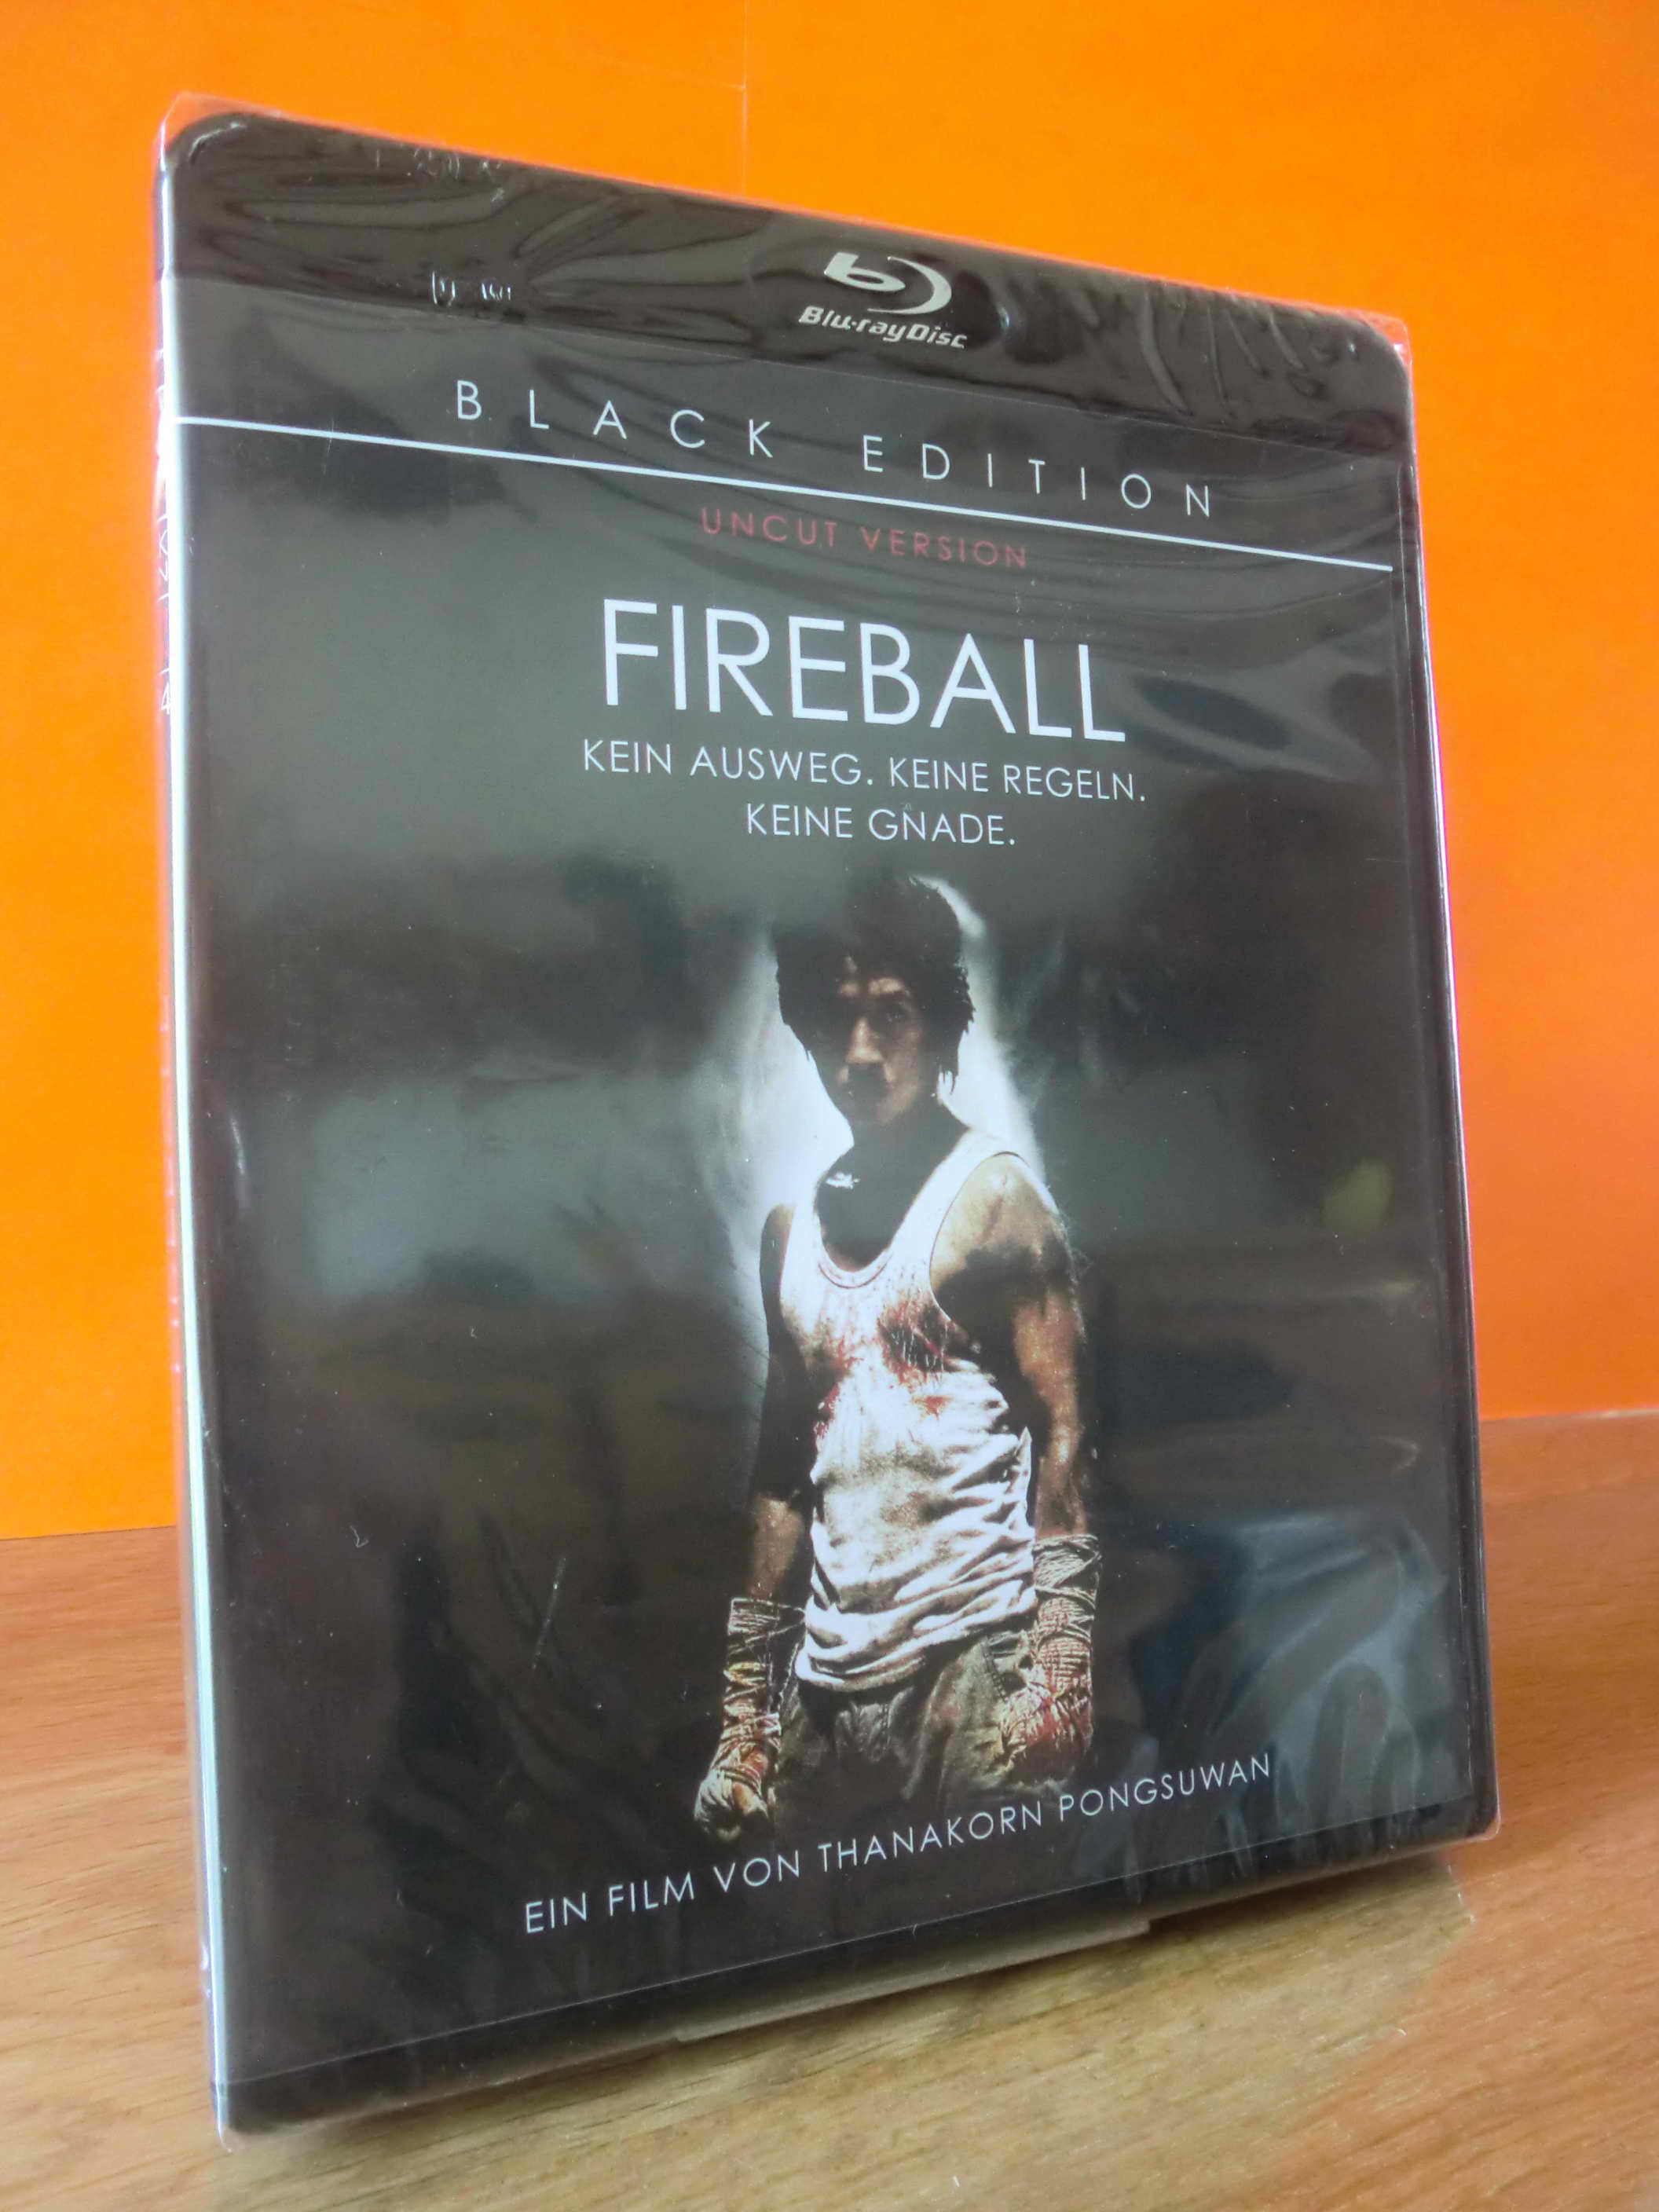 Blu-ray Disc
BLACK EDITION
UNCUT VERSION
FIREBALL
KEIN AUSWEG. KEINE REGELN.
KEINE GNADE.
EIN FILM VON THANAKORN PONGSUWAN